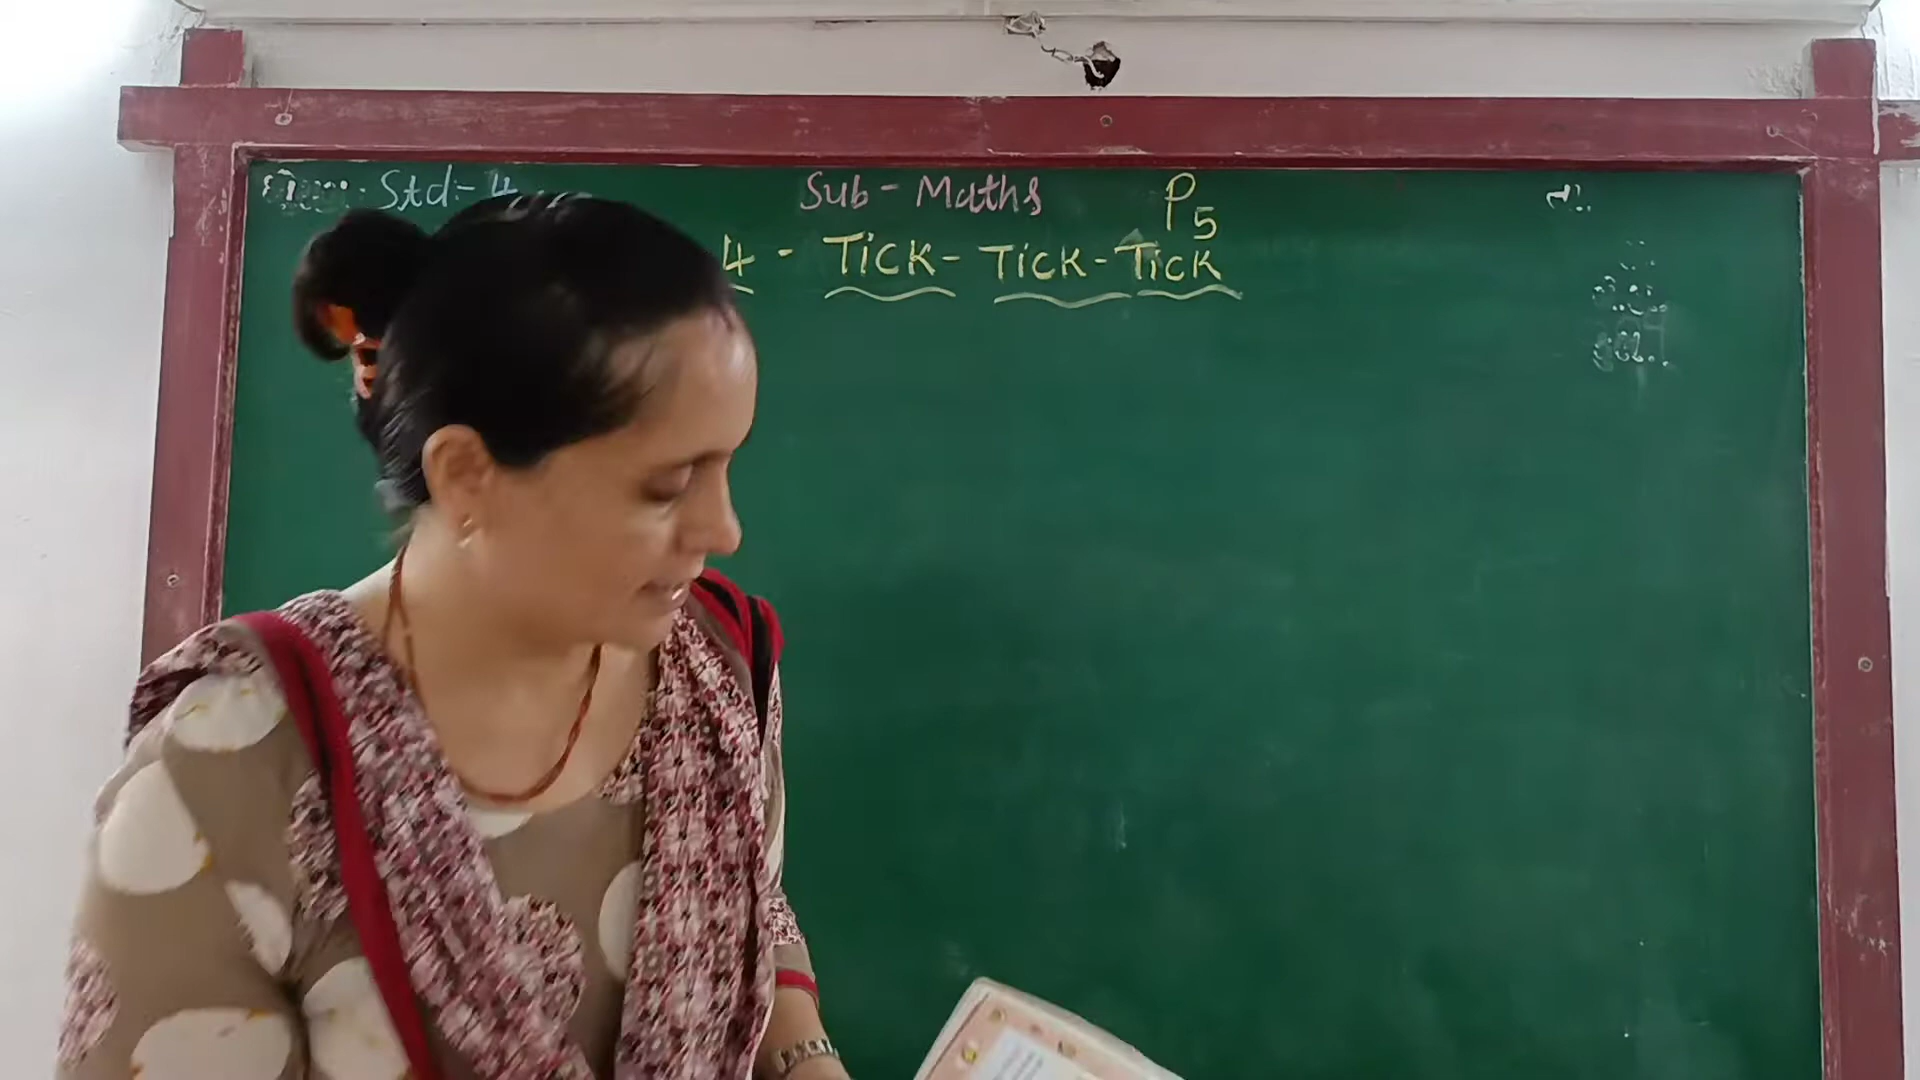 Std:- 4 Sub - Maths P5
4 - Tick - Tick - Tick